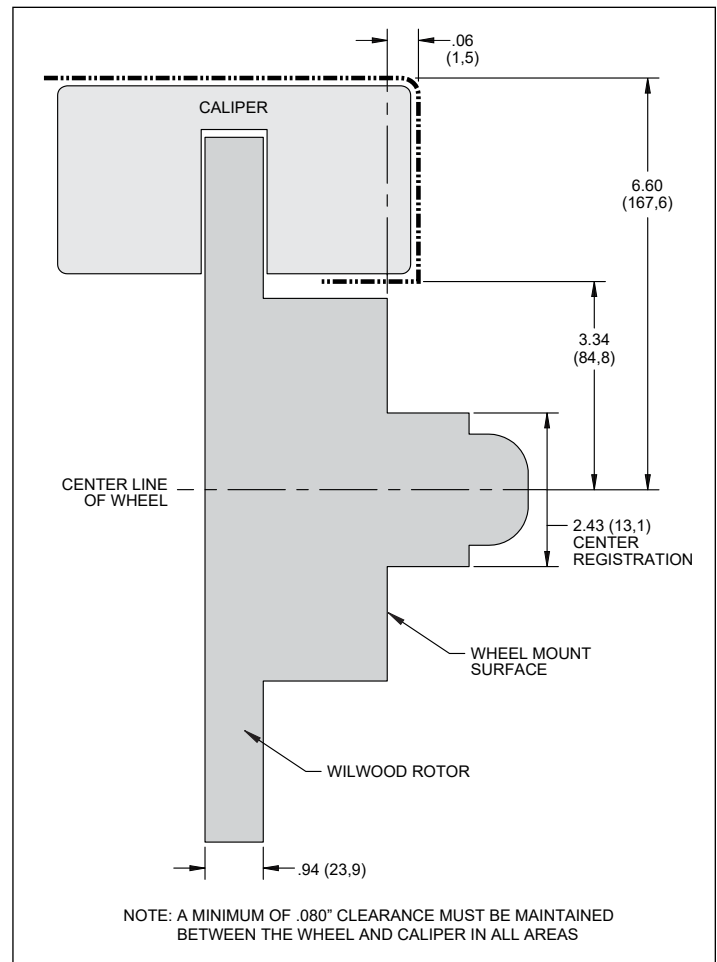 .06
(1,5)
CALIPER
6.60
(167,6)
3.34
(84,8)
CENTER LINE
OF WHEEL
2.43 (13,1)
CENTER
REGISTRATION
WHEEL MOUNT
SURFACE
WILWOOD ROTOR
.94 (23,9)
NOTE: A MINIMUM OF .080" CLEARANCE MUST BE MAINTAINED
BETWEEN THE WHEEL AND CALIPER IN ALL AREAS